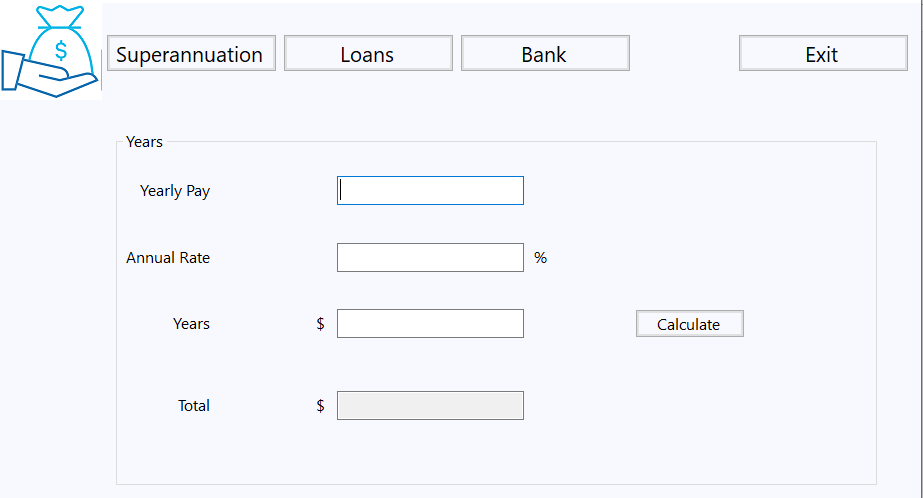 $
Superannuation Loans Bank Exit
Years
Yearly Pay
Annual Rate %
Years $ Calculate
Total $